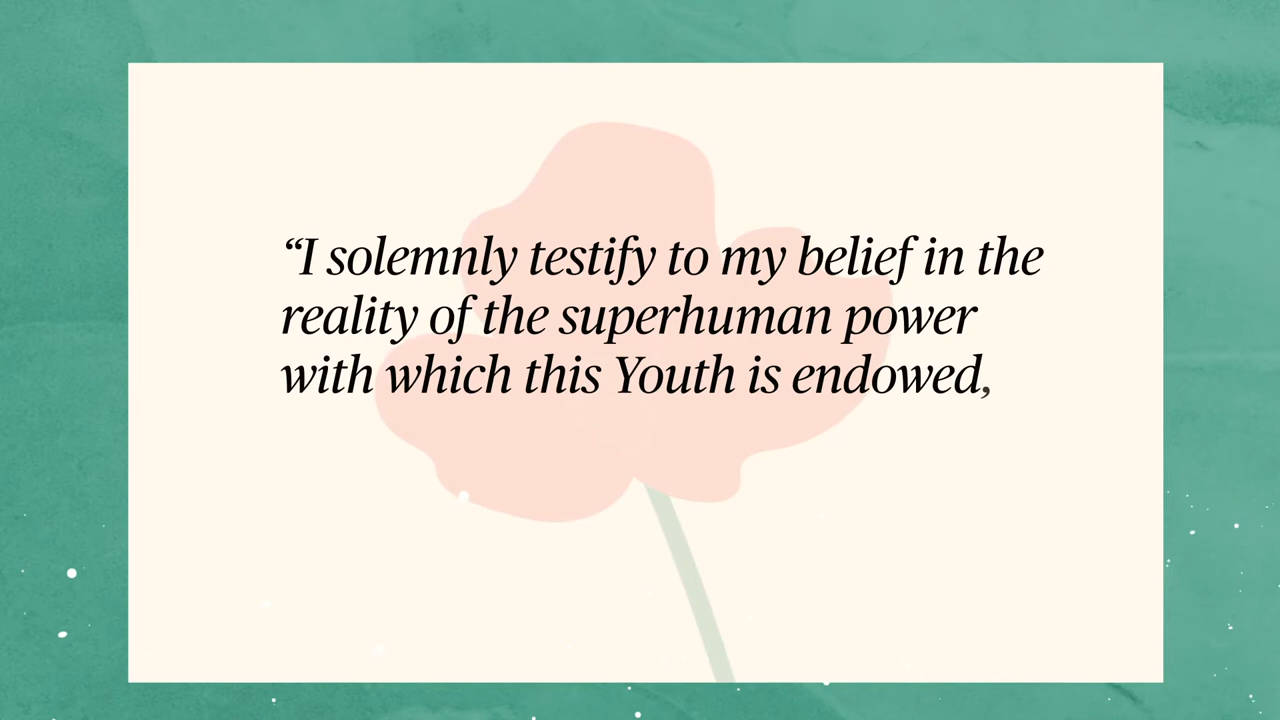 “I solemnly testify to my belief in the
reality of the superhuman power
with which this Youth is endowed,